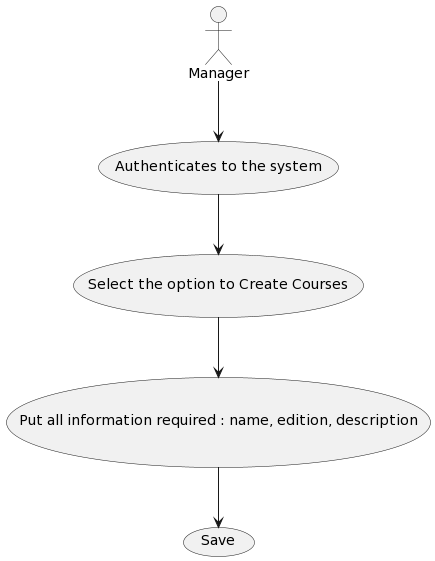 Manager
Authenticates to the system
Select the option to Create Courses
Put all information required : name, edition, description
Save